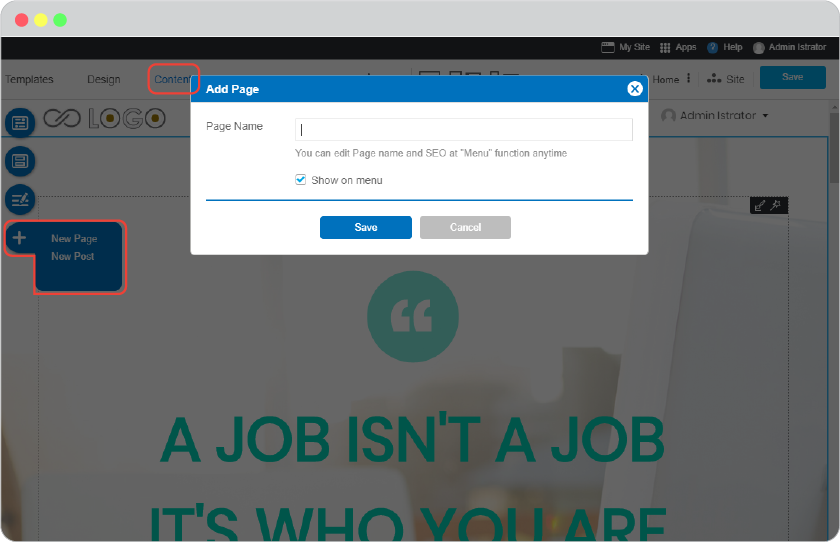 My Site Apps ? Help Admin Istrator
Templates Design Content Home Site Save
Add Page
LOGO Admin Istrator
Page Name
You can edit Page name and SEO at "Menu" function anytime
Show on menu
Save Cancel
New Page
New Post
A JOB ISN'T A JOB
IT'S WHO YOU ARE